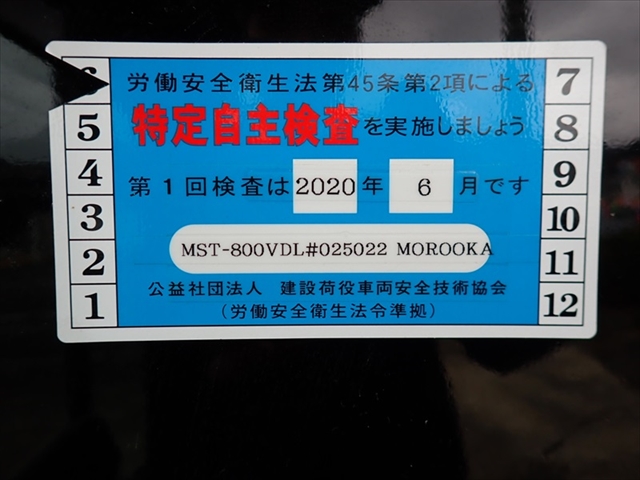 労働安全衛生法第45条第2項による
特定自主検査を実施しましょう
第1回検査は2020年 6 月です
MST-800VDL#025022 MOROOKA
公益社団法人 建設荷役車両安全技術協会
(労働安全衛生法令準拠)
6
5
4
3
2
1
7
8
9
10
11
12